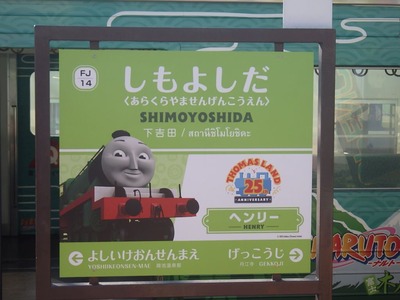 FJ
14
しもよしだ
〈あらくらやませんげんこうえん〉
SHIMOYOSHIDA
下吉田 / สถานีชิโมโยชิดะ
THOMAS LAND
25
ANNIVERSARY
ヘンリー
HENRY
よしいけおんせんまえ
げっこうじ
GEKKOJI
NARUTO
ナルト